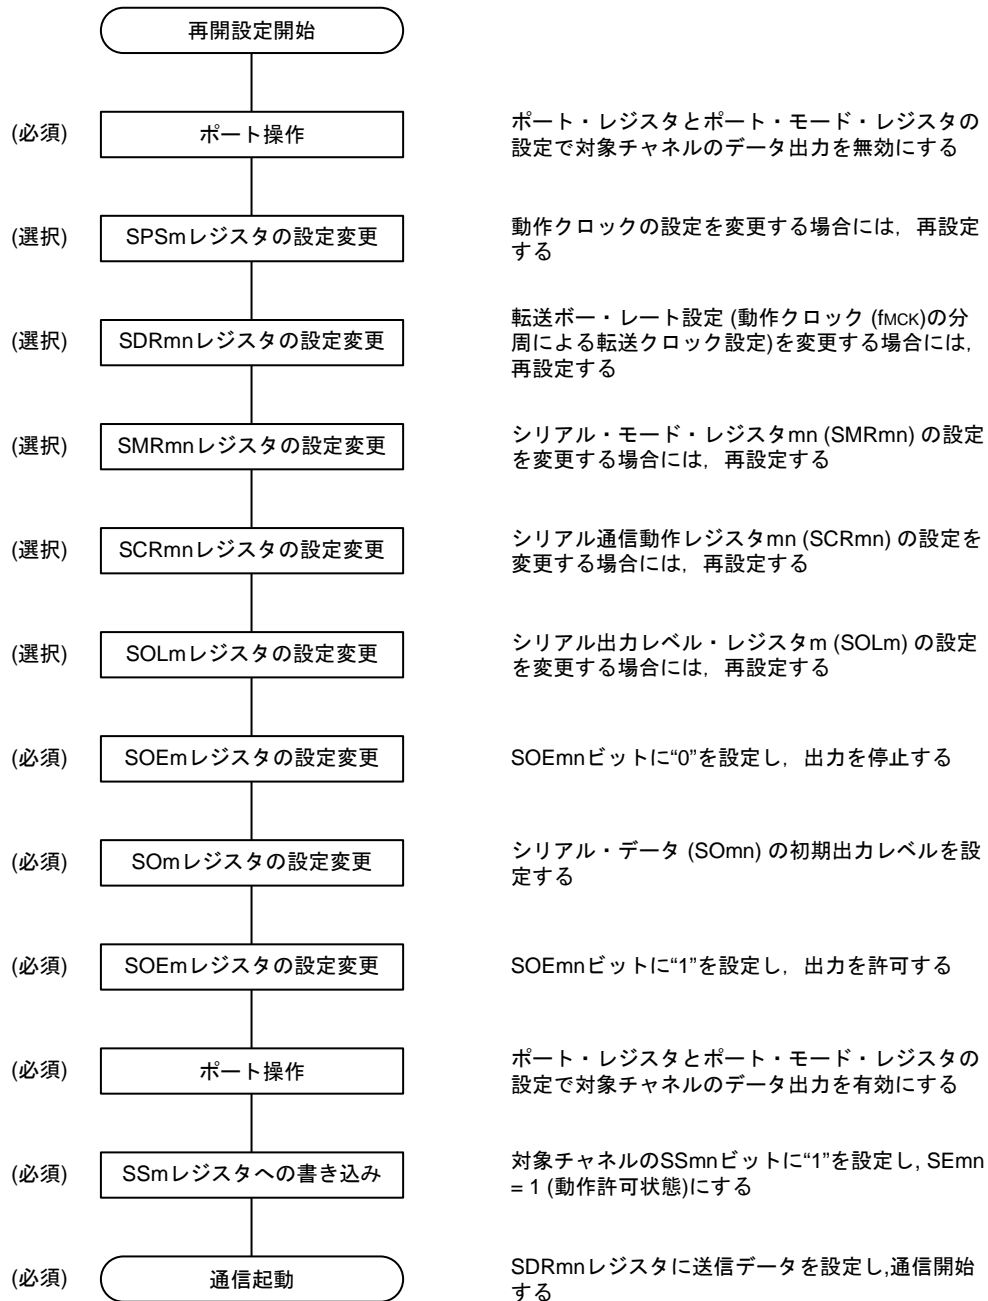 再開設定開始
(必須)
ポート操作
ポート・レジスタとポート・モード・レジスタの
設定で対象チャネルのデータ出力を無効にする
(選択)
SPSmレジスタの設定変更
動作クロックの設定を変更する場合には，再設定
する
(選択)
SDRmnレジスタの設定変更
転送ボー・レート設定 (動作クロック (fMCK)の分
周による転送クロック設定)を変更する場合には，
再設定する
(選択)
SMRmnレジスタの設定変更
シリアル・モード・レジスタmn (SMRmn) の設定
を変更する場合には，再設定する
(選択)
SCRmnレジスタの設定変更
シリアル通信動作レジスタmn (SCRmn) の設定を
変更する場合には，再設定する
(選択)
SOLmレジスタの設定変更
シリアル出力レベル・レジスタm (SOLm) の設定
を変更する場合には，再設定する
(必須)
SOEmレジスタの設定変更
SOEmnビットに“0”を設定し，出力を停止する
(必須)
SOmレジスタの設定変更
シリアル・データ (SOmn) の初期出力レベルを設
定する
(必須)
SOEmレジスタの設定変更
SOEmnビットに“1”を設定し，出力を許可する
(必須)
ポート操作
ポート・レジスタとポート・モード・レジスタの
設定で対象チャネルのデータ出力を有効にする
(必須)
SSmレジスタへの書き込み
対象チャネルのSSmnビットに“1”を設定し, SEmn
= 1 (動作許可状態)にする
(必須)
通信起動
SDRmnレジスタに送信データを設定し,通信開始
する